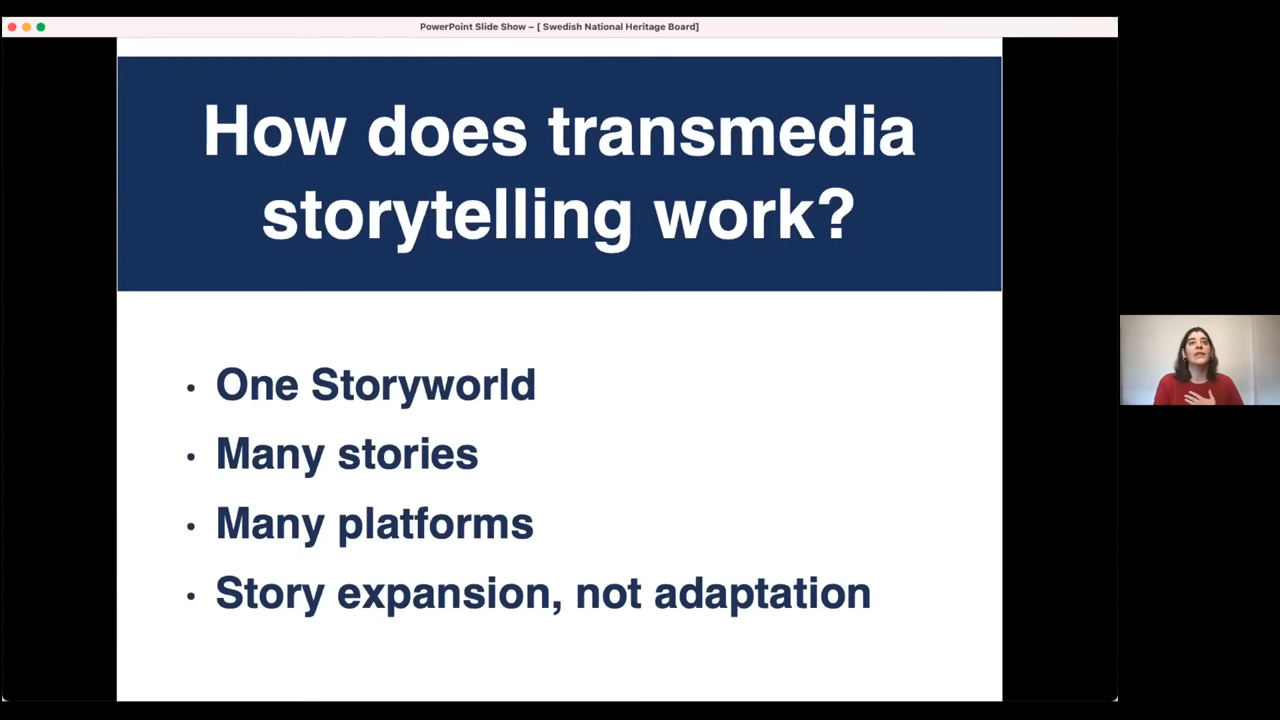 PowerPoint Slide Show – [ Swedish National Heritage Board]
How does transmedia
storytelling work?
· One Storyworld
· Many stories
· Many platforms
· Story expansion, not adaptation